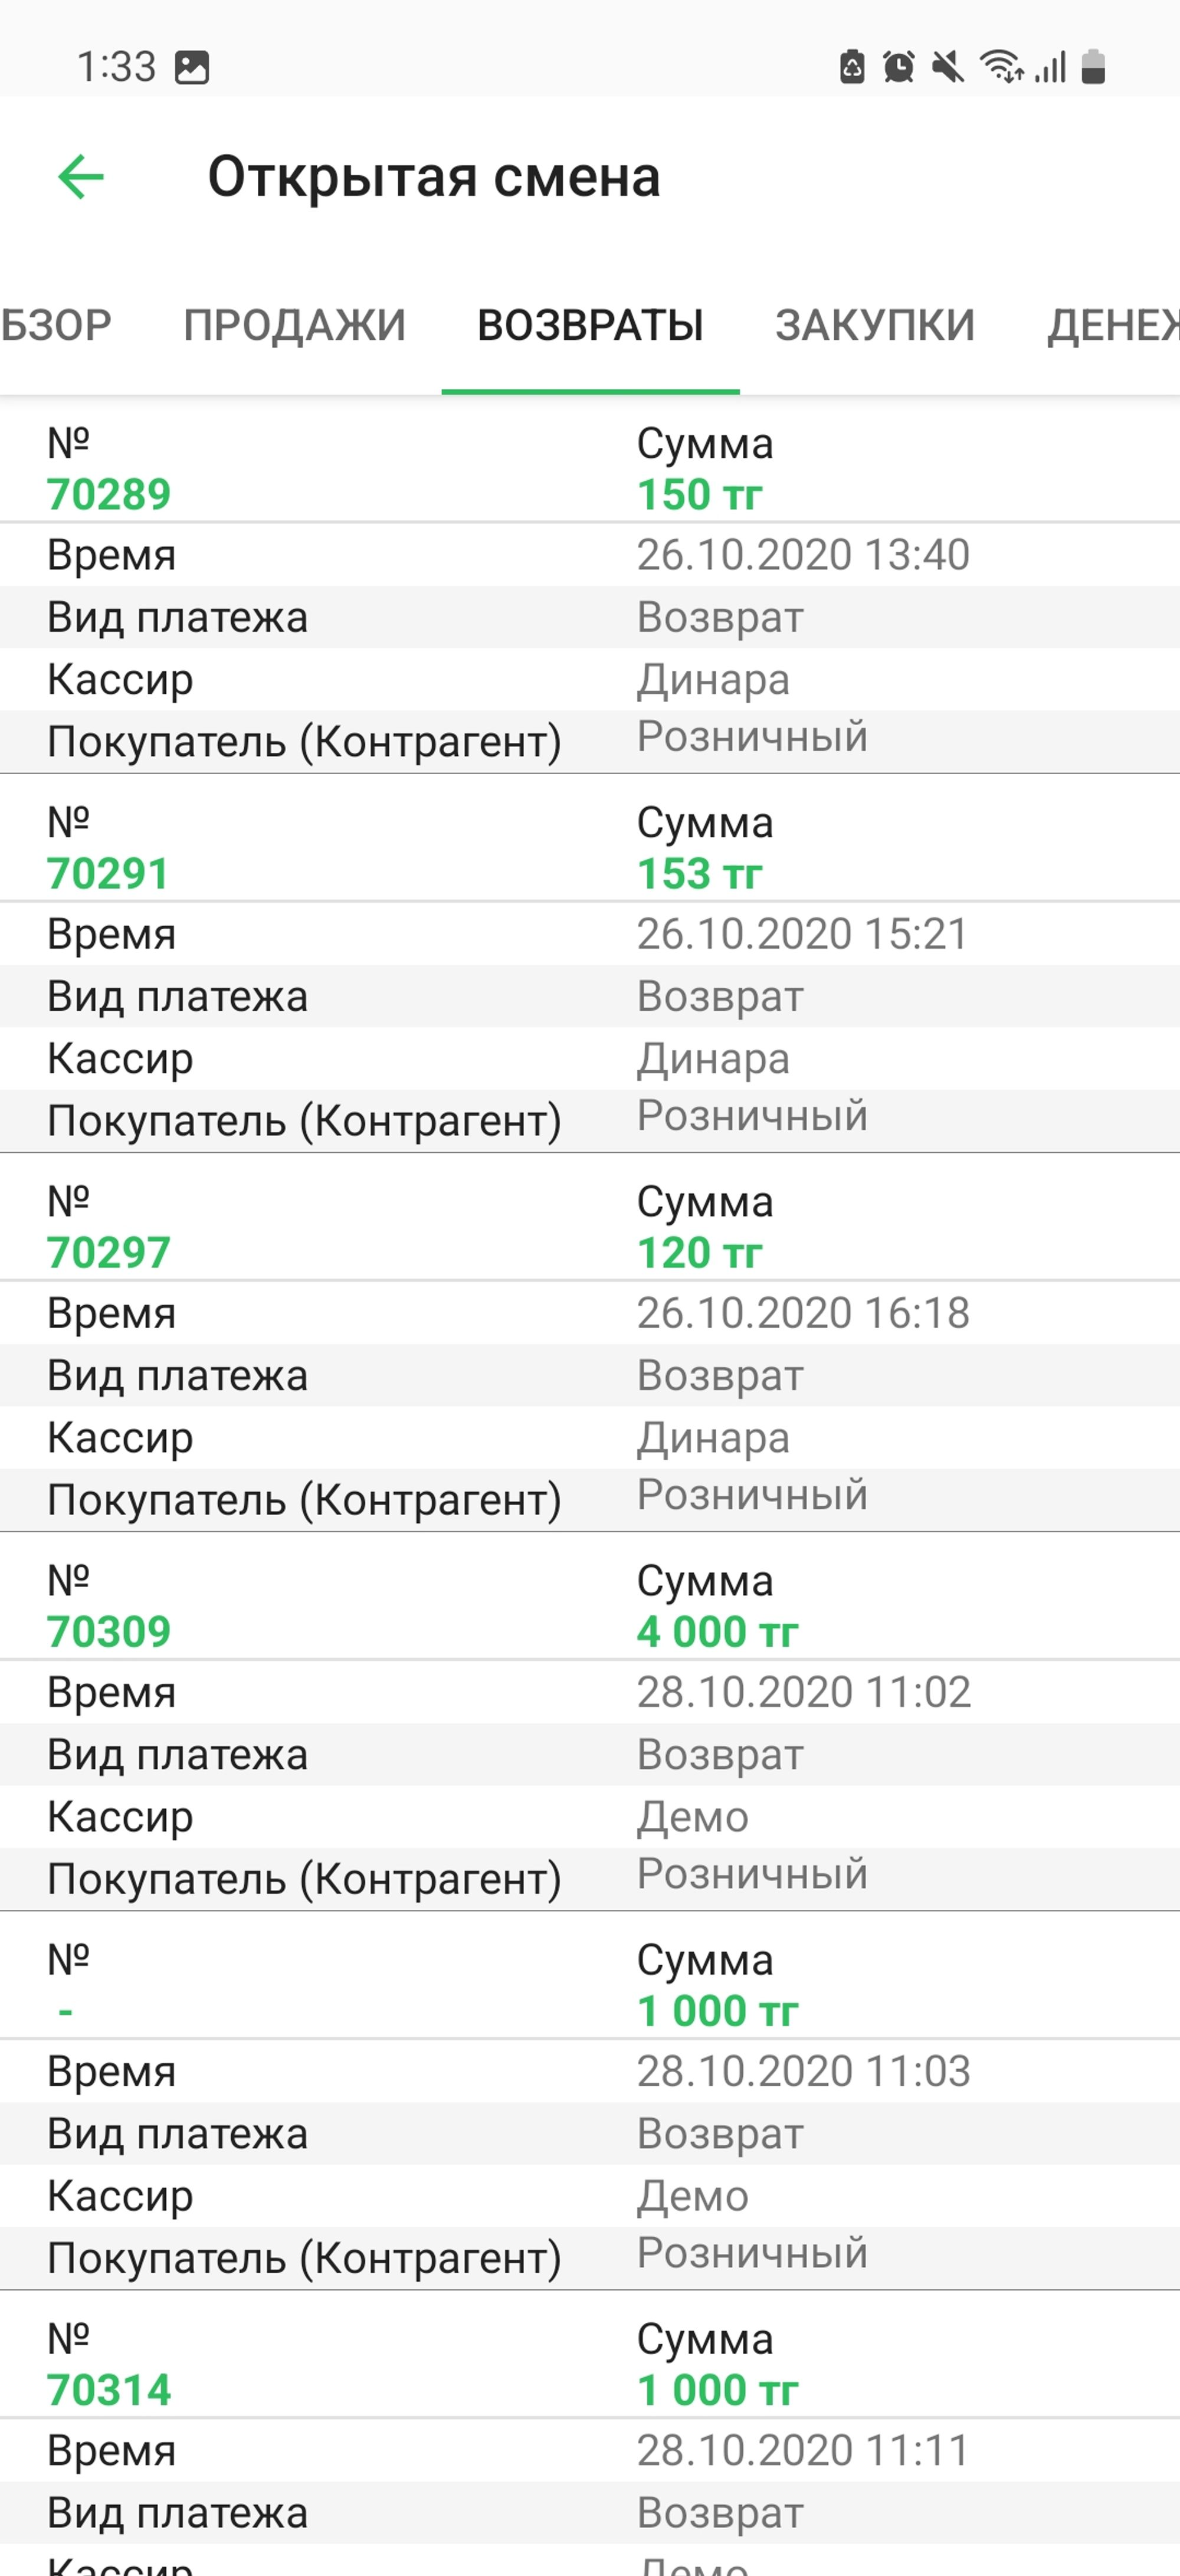 1:33
Открытая смена
БЗОР ПРОДАЖИ ВОЗВРАТЫ ЗАКУПКИ ДЕНЕЖ
№ Сумма
70289 150 тг
Время 26.10.2020 13:40
Вид платежа Возврат
Кассир Динара
Покупатель (Контрагент) Розничный
№ Сумма
70291 153 тг
Время 26.10.2020 15:21
Вид платежа Возврат
Кассир Динара
Покупатель (Контрагент) Розничный
№ Сумма
70297 120 тг
Время 26.10.2020 16:18
Вид платежа Возврат
Кассир Динара
Покупатель (Контрагент) Розничный
№ Сумма
70309 4 000 тг
Время 28.10.2020 11:02
Вид платежа Возврат
Кассир Демо
Покупатель (Контрагент) Розничный
№ Сумма
- 1 000 тг
Время 28.10.2020 11:03
Вид платежа Возврат
Кассир Демо
Покупатель (Контрагент) Розничный
№ Сумма
70314 1 000 тг
Время 28.10.2020 11:11
Вид платежа Возврат
Кассир Демо